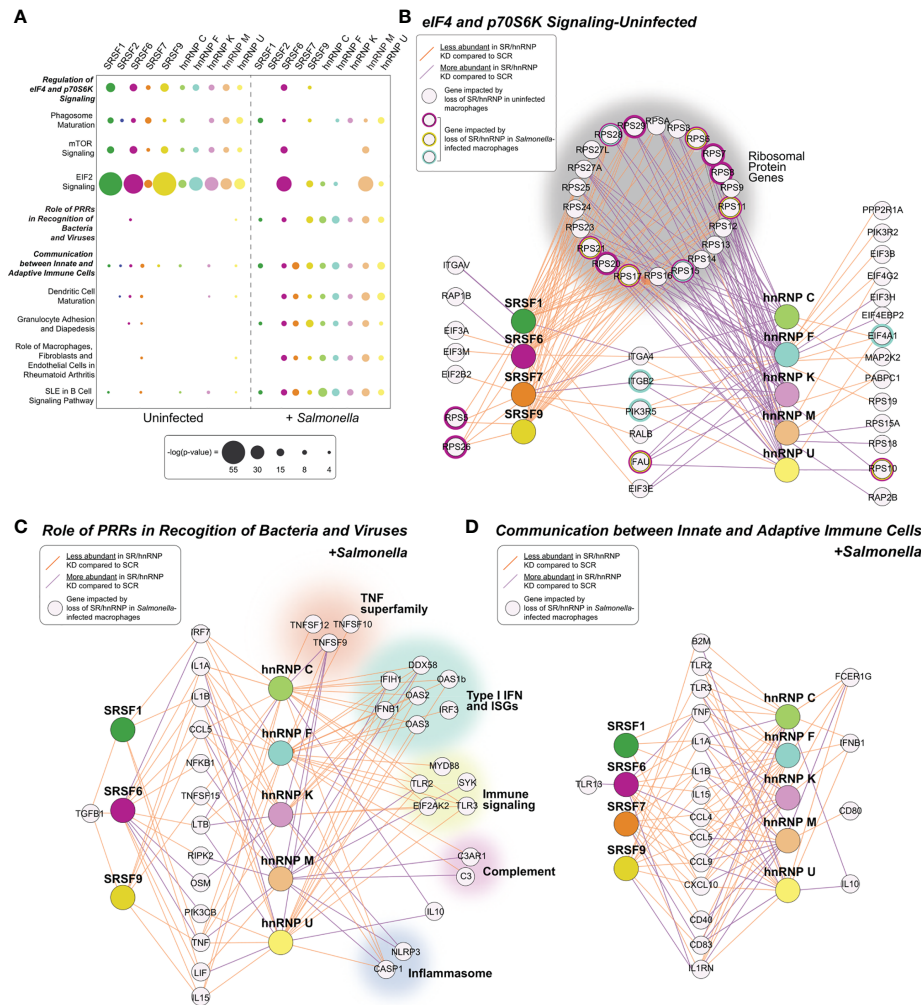 A
SRSF1
SRSF2
SRSF6
SRSF7
SRSF9
hnRNP C
hnRNP F
hnRNP K
hnRNP M
hnRNP U
SRSF1
SRSF2
SRSF6
SRSF7
SRSF9
hnRNP C
hnRNP F
hnRNP K
hnRNP M
hnRNP U
Regulation of
eIF4 and p70S6K
Signaling
Phagosome
Maturation
mTOR
Signaling
EIF2
Signaling
Role of PRRs
in Recognition of
Bacteria
and Viruses
Communication
between Innate and
Adaptive Immune Cells
Dendritic Cell
Maturation
Granulocyte Adhesion
and Diapedesis
Role of Macrophages,
Fibroblasts and
Endothelial Cells in
Rheumatoid Arthritis
SLE in B Cell
Signaling Pathway
Uninfected
+ Salmonella
-log(p-value) =
55
30
15
8
4
B
eIF4 and p70S6K Signaling-Uninfected
Less abundant in SR/hnRNP
KD compared to SCR
More abundant in SR/hnRNP
KD compared to SCR
Gene impacted by
loss of SR/hnRNP in uninfected
macrophages
Gene impacted by
loss of SR/hnRNP in Salmonella-
infected macrophages
Ribosomal
Protein
Genes
RPS29
RPSA
RPS3
RPS28
RPS6
RPS27L
RPS7
RPS27A
RPS8
RPS25
RPS9
RPS24
RPS11
RPS23
RPS12
RPS21
RPS13
RPS20
RPS14
RPS17
RPS16
RPS15
ITGAV
RAP1B
EIF3A
EIF3M
EIF2B2
RPS5
RPS26
SRSF1
SRSF6
SRSF7
SRSF9
ITGA4
ITGB2
PIK3R5
RALB
FAU
EIF3E
hnRNP C
hnRNP F
hnRNP K
hnRNP M
hnRNP U
PPP2R1A
PIK3R2
EIF3B
EIF4G2
EIF3H
EIF4EBP2
EIF4A1
MAP2K2
PABPC1
RPS19
RPS15A
RPS18
RPS10
RAP2B
C
Role of PRRs in Recogition of Bacteria and Viruses
+Salmonella
Less abundant in SR/hnRNP
KD compared to SCR
More abundant in SR/hnRNP
KD compared to SCR
Gene impacted by
loss of SR/hnRNP in Salmonella-
infected macrophages
TGFB1
SRSF1
SRSF6
SRSF9
IRF7
IL1A
IL1B
CCL5
NFKB1
TNFSF15
LTB
RIPK2
OSM
PIK3CB
TNF
LIF
IL15
hnRNP C
hnRNP F
hnRNP K
hnRNP M
hnRNP U
TNF
superfamily
TNFSF12
TNFSF10
TNFSF9
DDX58
IFIH1
OAS1b
OAS2
IFNB1
IRF3
OAS3
Type I IFN
and ISGs
MYD88
TLR2
SYK
EIF2AK2
TLR3
Immune
signaling
C3AR1
C3
Complement
IL10
NLRP3
CASP1
Inflammasome
D
Communication between Innate and Adaptive Immune Cells
+Salmonella
Less abundant in SR/hnRNP
KD compared to SCR
More abundant in SR/hnRNP
KD compared to SCR
Gene impacted by
loss of SR/hnRNP in Salmonella-
infected macrophages
TLR13
SRSF1
SRSF6
SRSF7
SRSF9
B2M
TLR2
TLR3
TNF
IL1A
IL1B
IL15
CCL4
CCL5
CCL9
CXCL10
CD40
CD83
IL1RN
hnRNP C
hnRNP F
hnRNP K
hnRNP M
hnRNP U
FCER1G
IFNB1
CD80
IL10